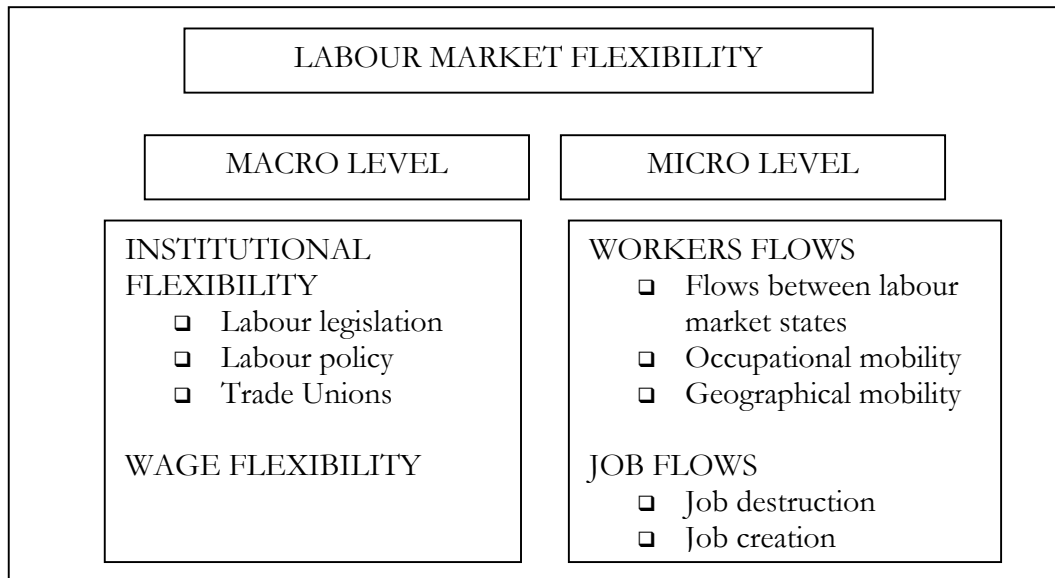 LABOUR MARKET FLEXIBILITY
MACRO LEVEL
INSTITUTIONAL
FLEXIBILITY
❑ Labour legislation
❑ Labour policy
❑ Trade Unions
WAGE FLEXIBILITY
MICRO LEVEL
WORKERS FLOWS
❑ Flows between labour
market states
❑ Occupational mobility
❑ Geographical mobility
JOB FLOWS
❑ Job destruction
❑ Job creation